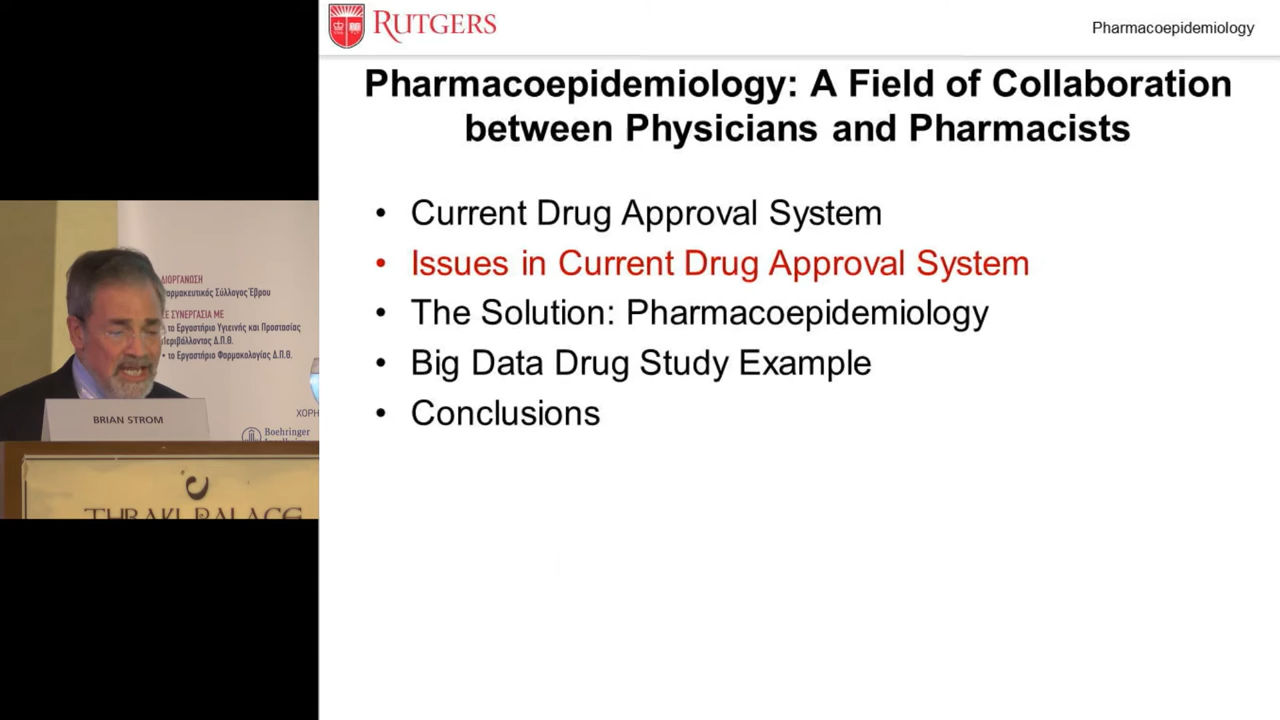 RUTGERS
Pharmacoepidemiology
Pharmacoepidemiology: A Field of Collaboration
between Physicians and Pharmacists
• Current Drug Approval System
• Issues in Current Drug Approval System
• The Solution: Pharmacoepidemiology
• Big Data Drug Study Example
• Conclusions
ΔΙΟΡΓΑΝΩΣΗ
Φαρμακευτικός Σύλλογος Έβρου
ΣΕ ΣΥΝΕΡΓΑΣΙΑ ΜΕ
• το Εργαστήριο Υγιεινής και Προστασίας
Περιβάλλοντος Δ.Π.Θ.
• το Εργαστήριο Φαρμακολογίας Δ.Π.Θ.
ΧΟΡΗ
Boehringer
BRIAN STROM
THRAKI PALACE